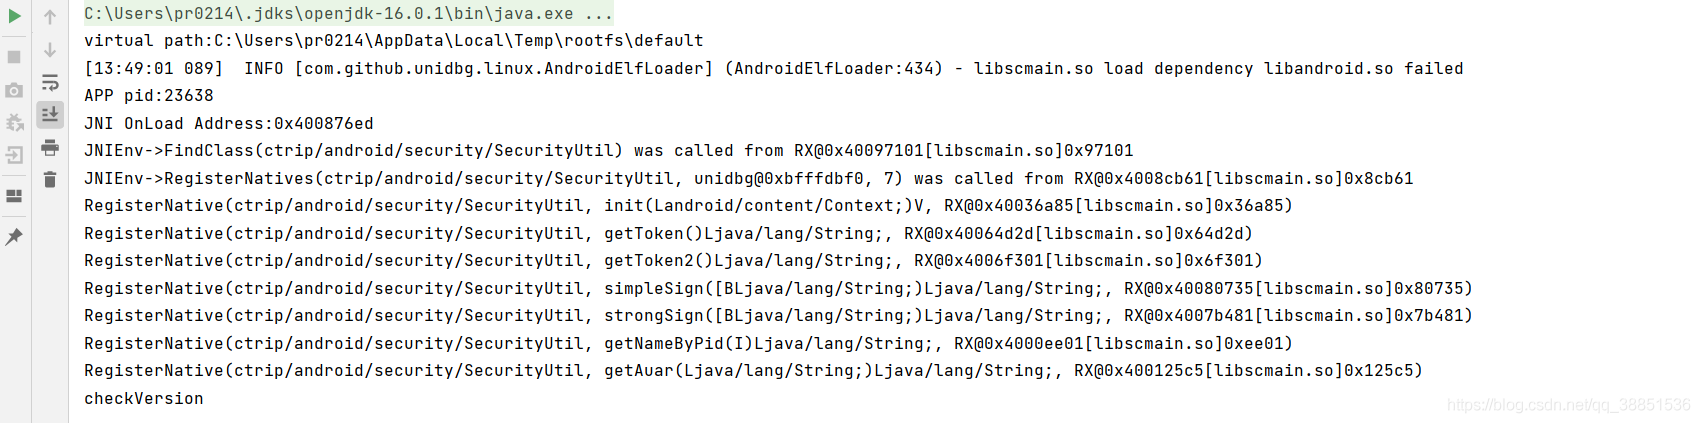 C:\Users\pr0214\.jdks\openjdk-16.0.1\bin\java.exe ...
virtual path:C:\Users\pr0214\AppData\Local\Temp\rootfs\default
[13:49:01 089]  INFO [com.github.unidbg.linux.AndroidElfLoader] (AndroidElfLoader:434) - libscmain.so load dependency libandroid.so failed
APP pid:23638
JNI OnLoad Address:0x400876ed
JNIEnv->FindClass(ctrip/android/security/SecurityUtil) was called from RX@0x40097101[libscmain.so]0x97101
JNIEnv->RegisterNatives(ctrip/android/security/SecurityUtil, unidbg@0xbfffdbf0, 7) was called from RX@0x4008cb61[libscmain.so]0x8cb61
RegisterNative(ctrip/android/security/SecurityUtil, init(Landroid/content/Context;)V, RX@0x40036a85[libscmain.so]0x36a85)
RegisterNative(ctrip/android/security/SecurityUtil, getToken()Ljava/lang/String;, RX@0x40064d2d[libscmain.so]0x64d2d)
RegisterNative(ctrip/android/security/SecurityUtil, getToken2()Ljava/lang/String;, RX@0x4006f301[libscmain.so]0x6f301)
RegisterNative(ctrip/android/security/SecurityUtil, simpleSign([BLjava/lang/String;)Ljava/lang/String;, RX@0x40080735[libscmain.so]0x80735)
RegisterNative(ctrip/android/security/SecurityUtil, strongSign([BLjava/lang/String;)Ljava/lang/String;, RX@0x4007b481[libscmain.so]0x7b481)
RegisterNative(ctrip/android/security/SecurityUtil, getNameByPid(I)Ljava/lang/String;, RX@0x4000ee01[libscmain.so]0xee01)
RegisterNative(ctrip/android/security/SecurityUtil, getAuar(Ljava/lang/String;)Ljava/lang/String;, RX@0x400125c5[libscmain.so]0x125c5)
checkVersion
https://blog.csdn.net/qq_38851536